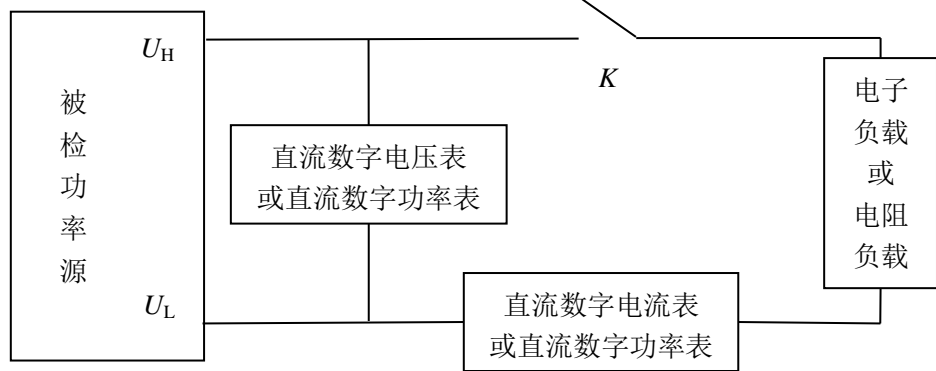 被
检
功
率
源
U_H
U_L
直流数字电压表
或直流数字功率表
K
直流数字电流表
或直流数字功率表
电子
负载
或
电阻
负载